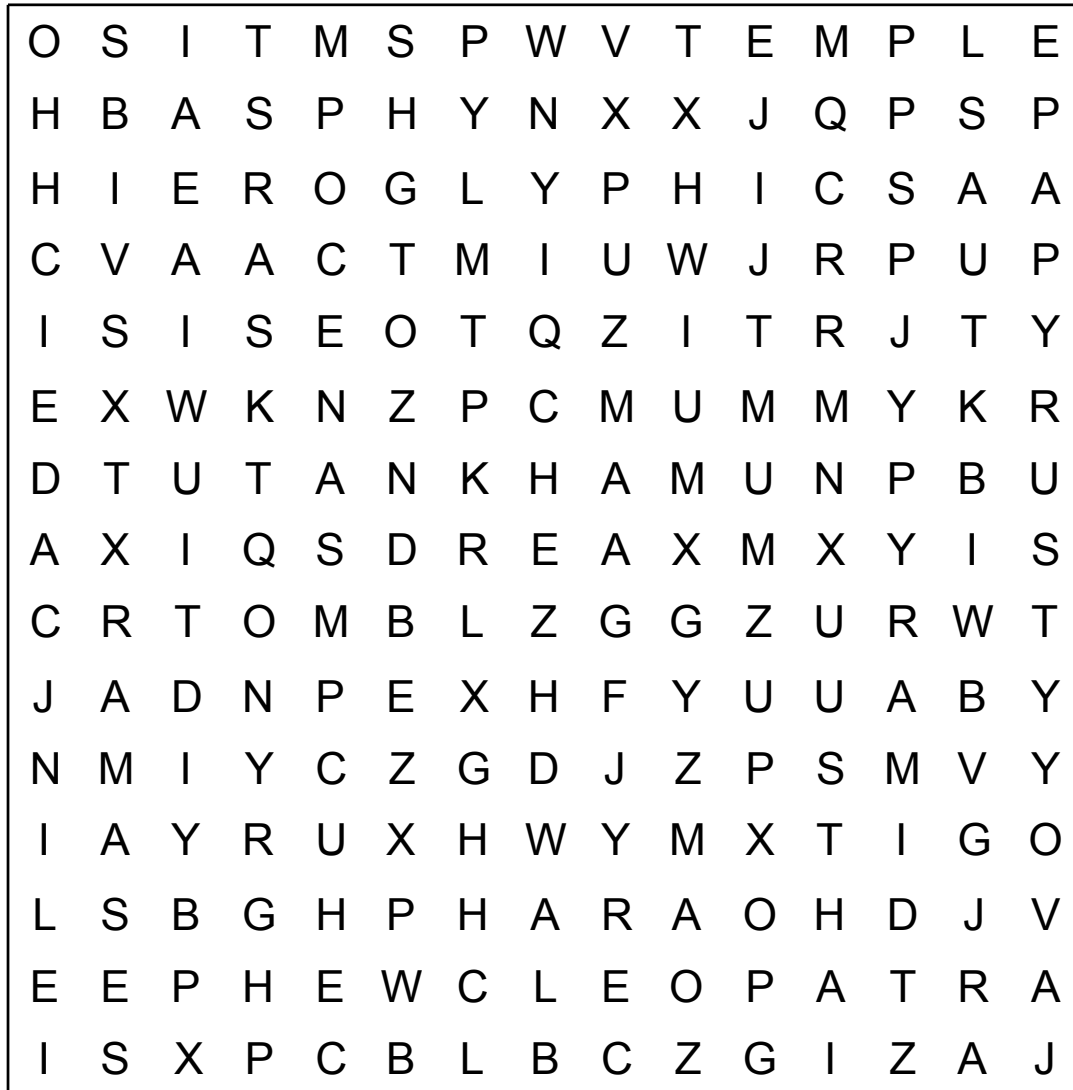 O S I T M S P W V T E M P L E
H B A S P H Y N X X J Q P S P
H I E R O G L Y P H I C S A A
C V A A C T M I U W J R P U P
I S I S E O T Q Z I T R J T Y
E X W K N Z P C M U M M Y K R
D T U T A N K H A M U N P B U
A X I Q S D R E A X M X Y I S
C R T O M B L Z G G Z U R W T
J A D N P E X H F Y U U A B Y
N M I Y C Z G D J Z P S M V Y
I A Y R U X H W Y M X T I G O
L S B G H P H A R A O H D J V
E E P H E W C L E O P A T R A
I S X P C B L B C Z G I Z A J